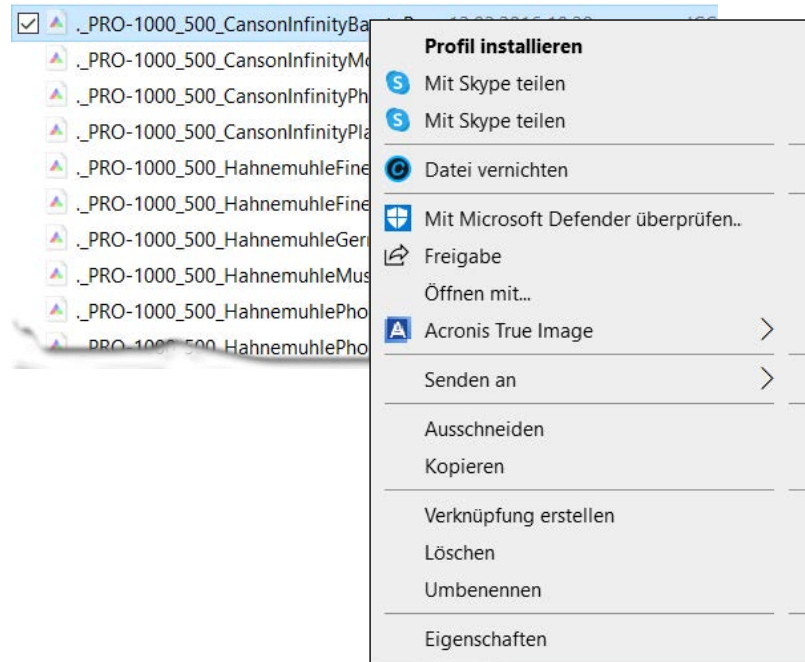 ._PRO-1000_500_CansonInfinityBa
._PRO-1000_500_CansonInfinityMo
._PRO-1000_500_CansonInfinityPh
._PRO-1000_500_CansonInfinityPla
._PRO-1000_500_HahnemuhleFine
._PRO-1000_500_HahnemuhleFine
._PRO-1000_500_HahnemuhleGer
._PRO-1000_500_HahnemuhleMus
._PRO-1000_500_HahnemuhlePho
PRO-1000_500_HahnemuhlePho
Profil installieren
Mit Skype teilen
Mit Skype teilen
Datei vernichten
Mit Microsoft Defender überprüfen..
Freigabe
Öffnen mit...
Acronis True Image
Senden an
Ausschneiden
Kopieren
Verknüpfung erstellen
Löschen
Umbenennen
Eigenschaften